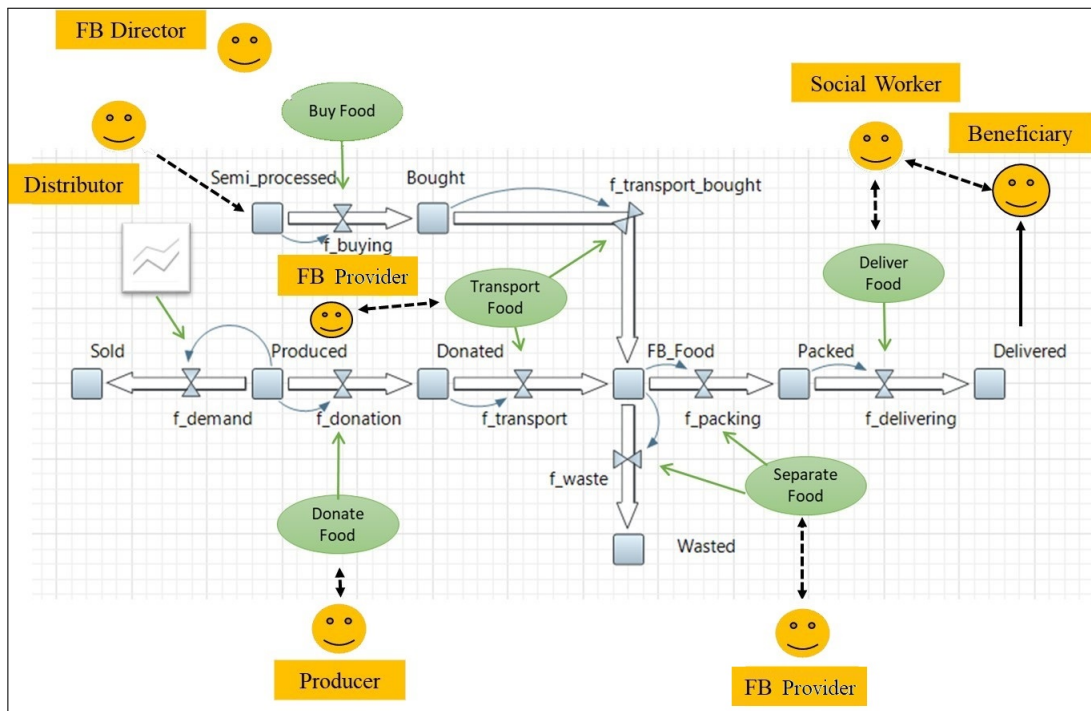 FB Director
Buy Food
Social Worker
Beneficiary
Distributor
Semi_processed
Bought
f_transport_bought
f_buying
FB Provider
Transport
Food
Deliver
Food
Sold
Produced
Donated
FB_Food
Packed
Delivered
f_demand
f_donation
f_transport
f_packing
f_delivering
f_waste
Separate
Food
Donate
Food
Wasted
Producer
FB Provider